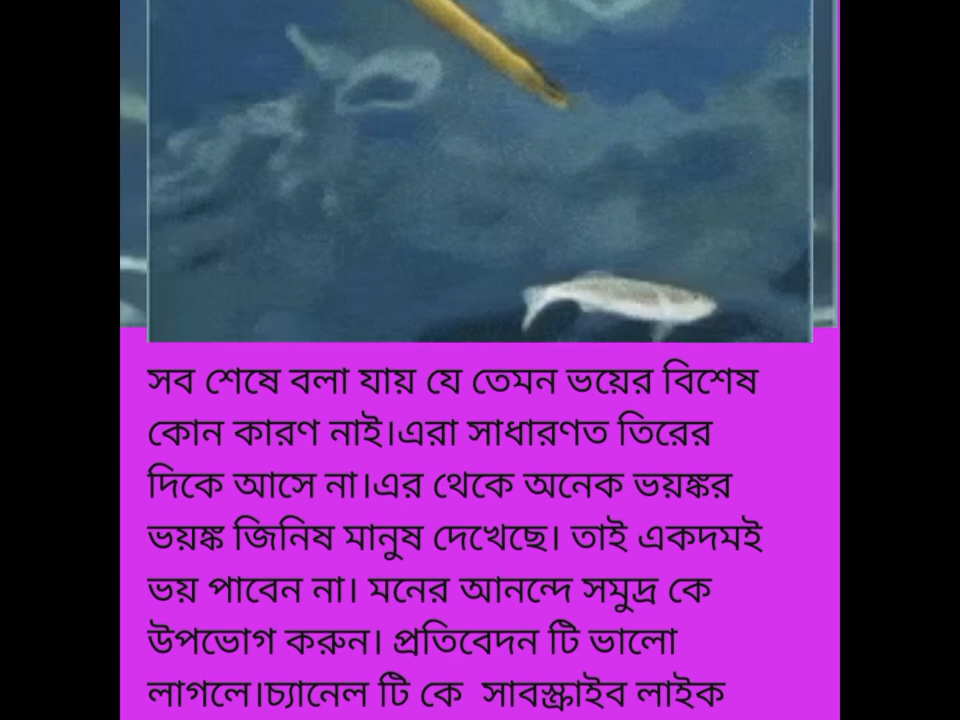 সব শেষে বলা যায় যে তেমন ভয়ের বিশেষ
কোন কারণ নাই।এরা সাধারণত তিরের
দিকে আসে না।এর থেকে অনেক ভয়ঙ্কর
ভয়ঙ্ক জিনিষ মানুষ দেখেছে। তাই একদমই
ভয় পাবেন না। মনের আনন্দে সমুদ্র কে
উপভোগ করুন। প্রতিবেদন টি ভালো
লাগলে।চ্যানেল টি কে সাবস্ক্রাইব লাইক